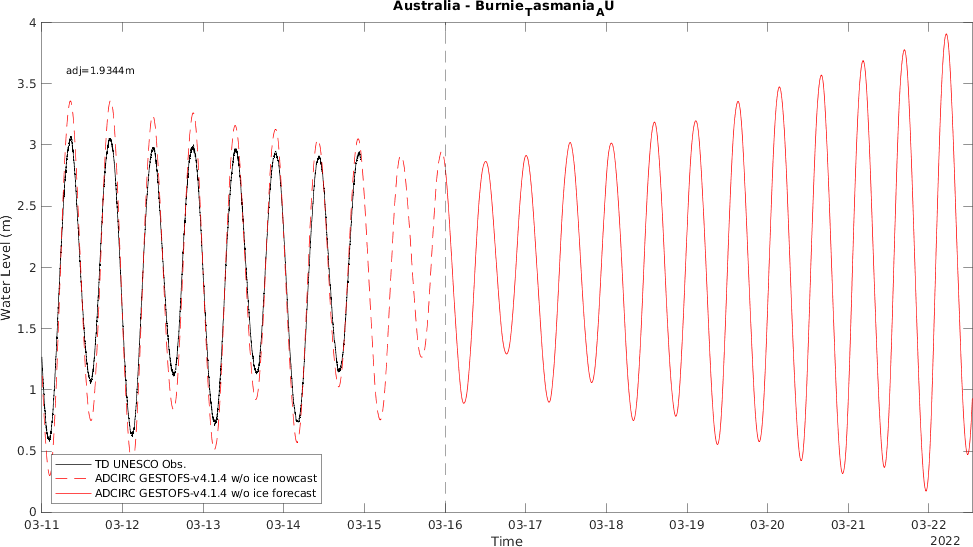 Australia - BurnieTasmaniaAU
4
adj=1.9344m
3.5
3
2.5
2
1.5
1
0.5
0
Water Level (m)
TD UNESCO Obs.
ADCIRC GESTOFS-v4.1.4 w/o ice nowcast
ADCIRC GESTOFS-v4.1.4 w/o ice forecast
03-11 03-12 03-13 03-14 03-15 03-16 03-17 03-18 03-19 03-20 03-21 03-22
Time
2022